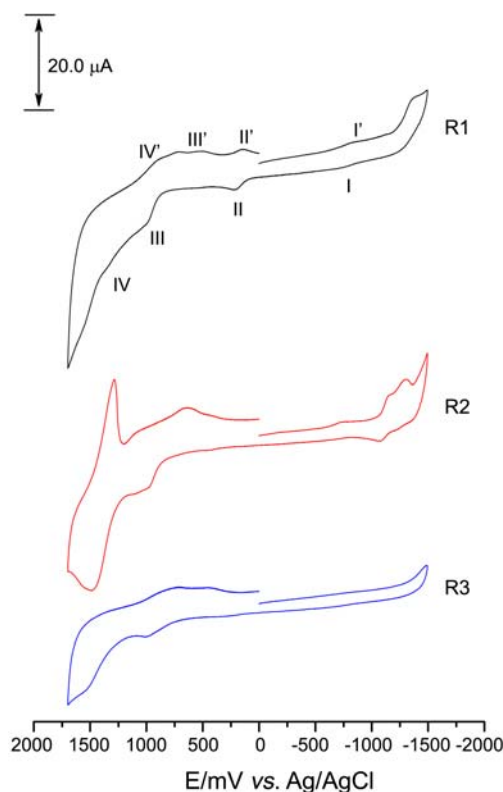 20.0 μA
R1
I'
II'
III'
IV'
I
II
III
IV
R2
R3
2000 1500 1000 500 0 -500 -1000 -1500 -2000
E/mV vs. Ag/AgCl